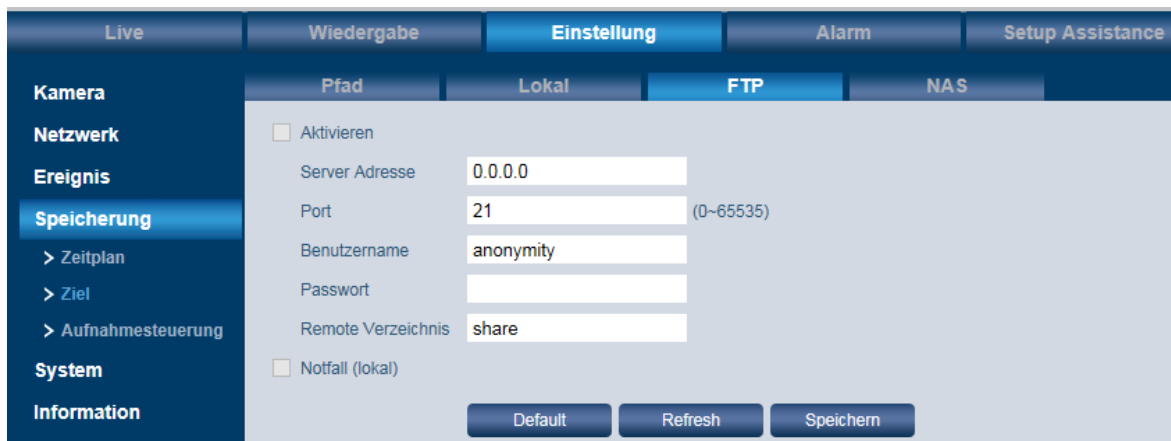 Live Wiedergabe Einstellung Alarm Setup Assistance
Pfad Lokal FTP NAS
Kamera
Netzwerk
Ereignis
Speicherung
> Zeitplan
> Ziel
> Aufnahmesteuerung
System
Information
Aktivieren
Server Adresse 0.0.0.0
Port 21 (0~65535)
Benutzername anonymity
Passwort
Remote Verzeichnis share
Notfall (lokal)
Default Refresh Speichern